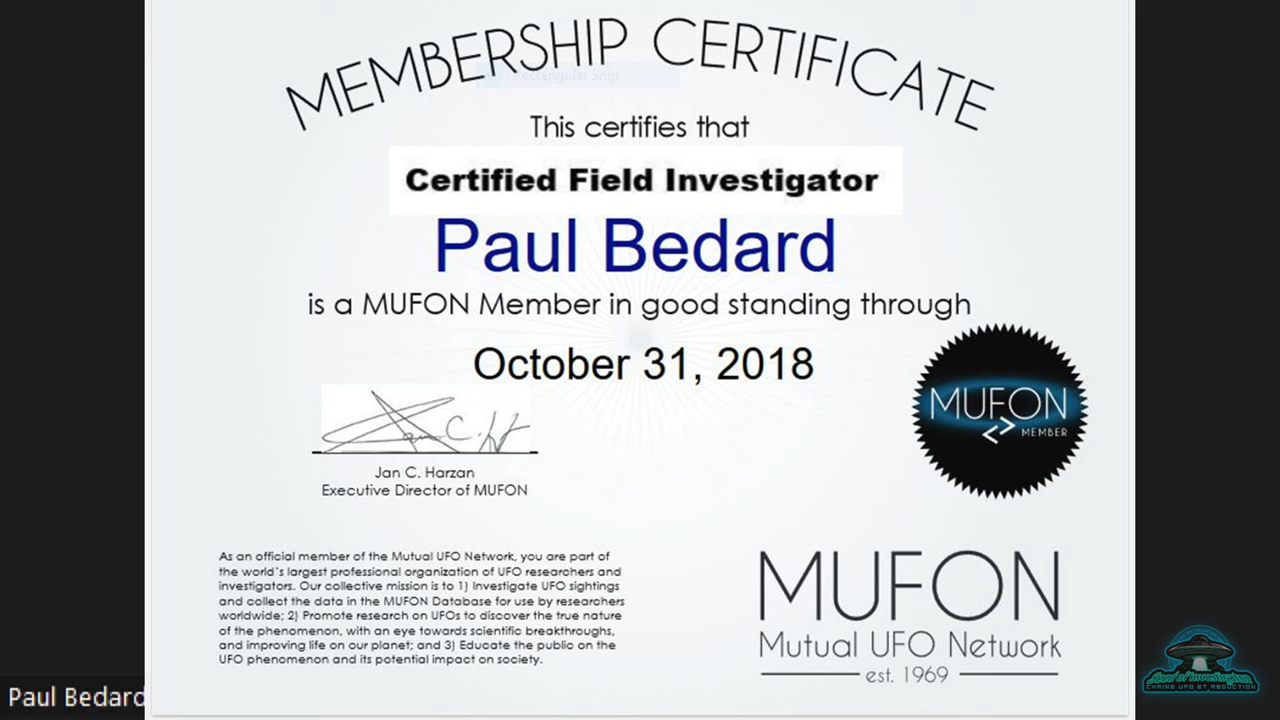 MEMBERSHIP CERTIFICATE
Rectangular Snip
This certifies that
Certified Field Investigator
Paul Bedard
is a MUFON Member in good standing through
October 31, 2018
Jan C. Harzan
Executive Director of MUFON
MUFON
MEMBER
As an official member of the Mutual UFO Network, you are part of
the world's largest professional organization of UFO researchers and
investigators. Our collective mission is to 1) Investigate UFO sightings
and collect the data in the MUFON Database for use by researchers
worldwide; 2) Promote research on UFOs to discover the true nature
of the phenomenon, with an eye towards scientific breakthroughs,
and improving life on our planet; and 3) Educate the public on the
UFO phenomenon and its potential impact on society.
MUFON
Mutual UFO Network
est. 1969
Paul Bedard
CHAINE UFO ET ABDUCTION